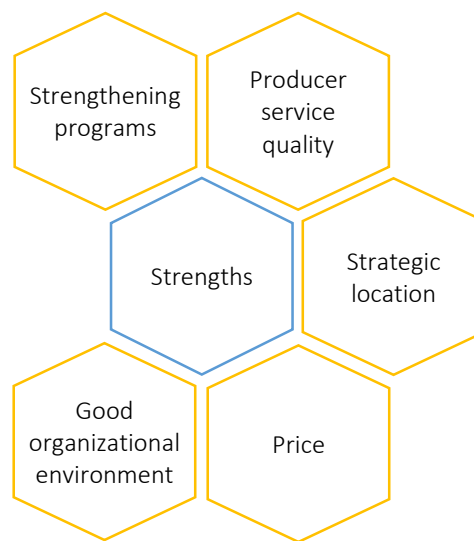 Strengthening
programs
Producer
service
quality
Strengths
Strategic
location
Good
organizational
environment
Price